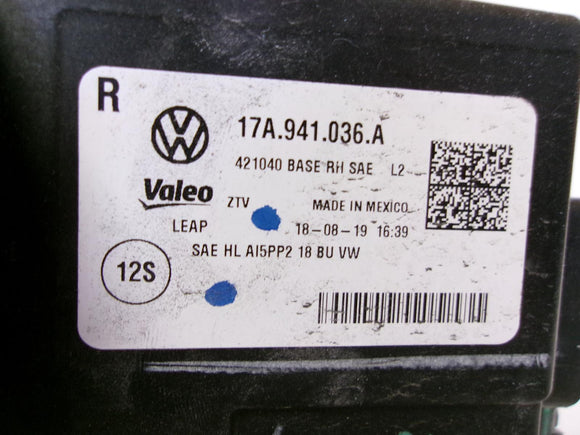 R
17A.941.036.A
421040 BASE RH SAE L2
Valeo ZTV MADE IN MEXICO
LEAP 18-08-19 16:39
SAE HL AI5PP2 18 BU VW
12S